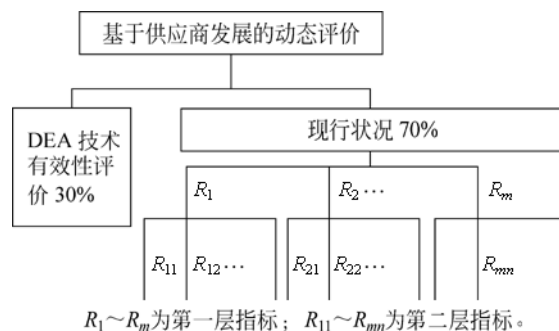 基于供应商发展的动态评价
DEA 技术
有效性评
价 30%
现行状况 70%
R₁ R₂··· Rₘ
R₁₁ R₁₂··· R₂₁ R₂₂··· Rₘₙ
R₁～Rₘ为第一层指标；R₁₁～Rₘₙ为第二层指标。